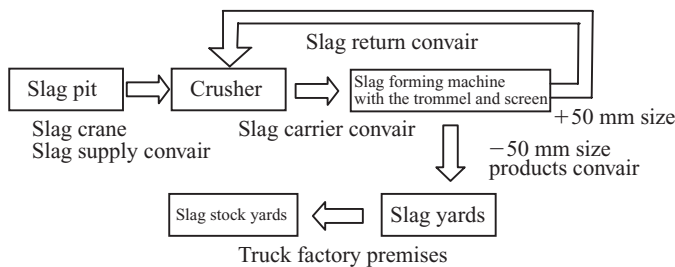 Slag return convair
Slag pit
Crusher
Slag forming machine
with the trommel and screen
Slag crane
Slag supply convair
Slag carrier convair
+50 mm size
−50 mm size
products convair
Slag stock yards
Slag yards
Truck factory premises